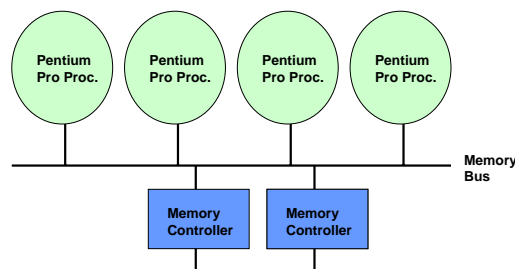 Pentium
Pro Proc.
Pentium
Pro Proc.
Pentium
Pro Proc.
Pentium
Pro Proc.
Memory
Bus
Memory
Controller
Memory
Controller